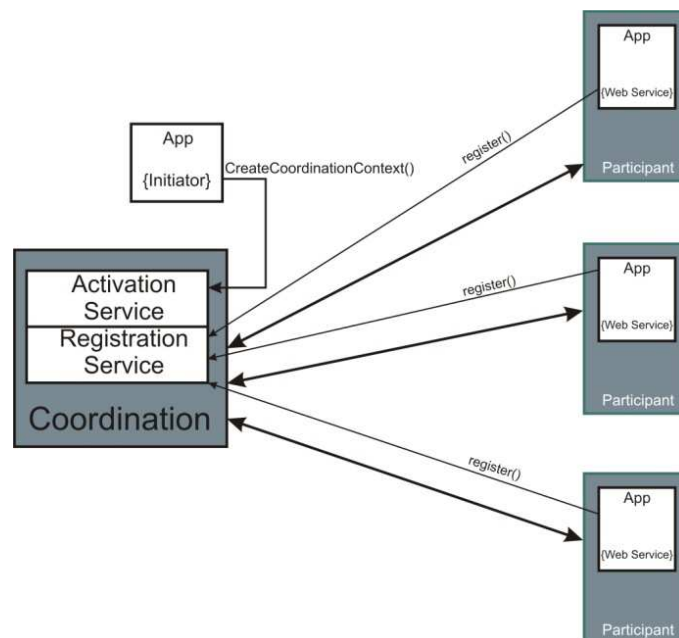 App
{Web Service}
Participant
register()
App
{Initiator}
CreateCoordinationContext()
Activation
Service
Registration
Service
Coordination
register()
App
{Web Service}
Participant
register()
App
{Web Service}
Participant